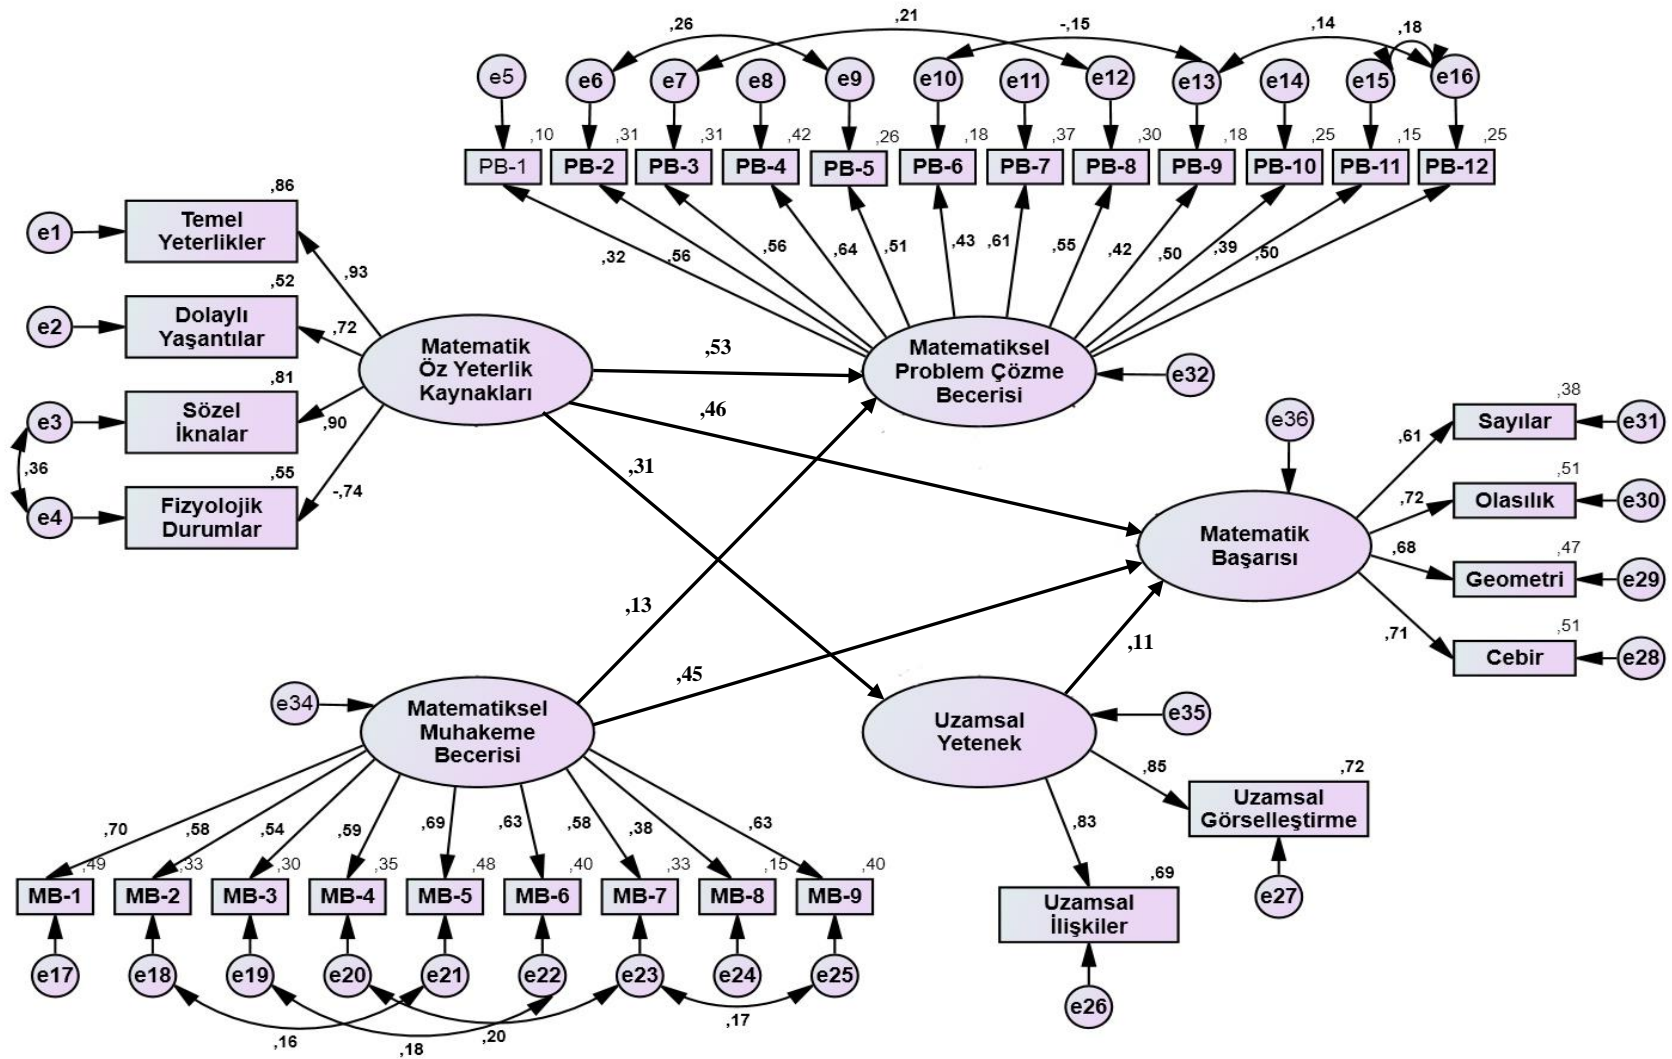 ,26
,21
-,15
,14
,18
e5
e6
e7
e8
e9
e10
e11
e12
e13
e14
e15
e16
,10
,31
,31
,42
,26
,18
,37
,30
,18
,25
,15
,25
PB-1
PB-2
PB-3
PB-4
PB-5
PB-6
PB-7
PB-8
PB-9
PB-10
PB-11
PB-12
,32
,56
,56
,64
,51
,43
,61
,55
,42
,50
,39
,50
,86
e1
Temel
Yeterlikler
,93
,52
e2
Dolaylı
Yaşantılar
,72
,81
e3
Sözel
İknalar
,90
,36
,55
e4
Fizyolojik
Durumlar
-,74
Matematik
Öz Yeterlik
Kaynakları
,53
,46
,31
Matematiksel
Problem Çözme
Becerisi
e32
e36
Matematik
Başarısı
,38
,61
Sayılar
e31
,51
,72
Olasılık
e30
,47
,68
Geometri
e29
,51
,71
Cebir
e28
,13
,45
,11
e34
Matematiksel
Muhakeme
Becerisi
Uzamsal
Yetenek
e35
,85
,72
Uzamsal
Görselleştirme
e27
,83
,69
Uzamsal
İlişkiler
e26
,70
,58
,54
,59
,69
,63
,58
,38
,63
,49
,33
,30
,35
,48
,40
,33
,15
,40
MB-1
MB-2
MB-3
MB-4
MB-5
MB-6
MB-7
MB-8
MB-9
e17
e18
e19
e20
e21
e22
e23
e24
e25
,16
,18
,20
,17